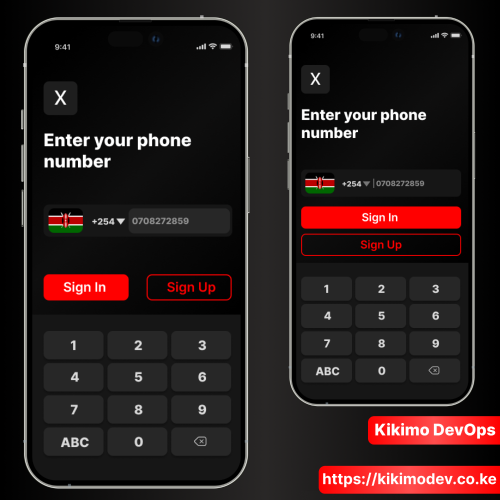 9:41
X
Enter your phone
number
+254 0708272859
Sign In Sign Up
1 2 3
4 5 6
7 8 9
ABC 0
9:41
X
Enter your phone
number
+254 0708272859
Sign In
Sign Up
1 2 3
4 5 6
7 8 9
ABC 0
Kikimo DevOps
https://kikimodev.co.ke